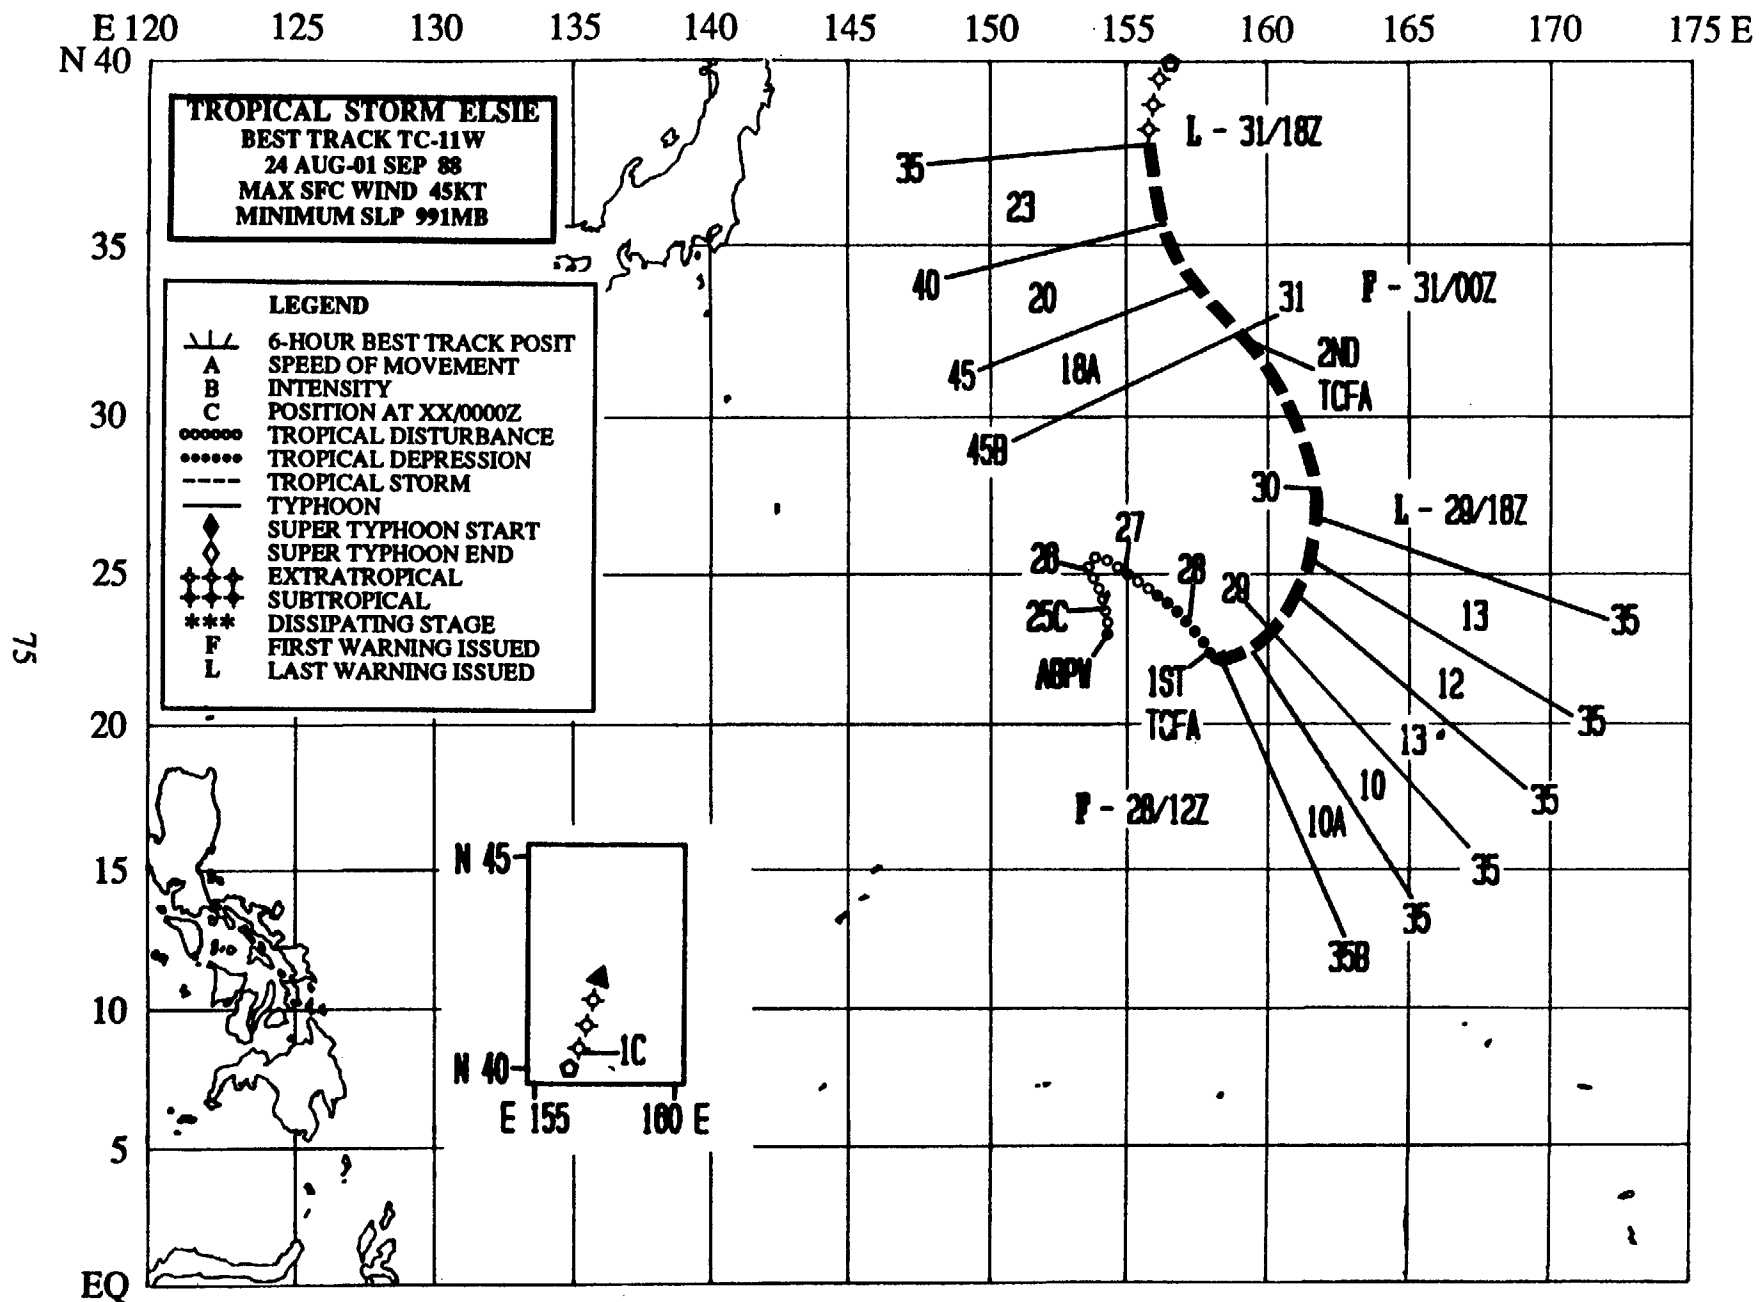 E 120 125 130 135 140 145 150 155 160 165 170 175 E
N 40
TROPICAL STORM ELSIE
BEST TRACK TC-11W
24 AUG-01 SEP 88
MAX SFC WIND 45KT
MINIMUM SLP 991MB
L - 31/18Z
35
23
35
40
20
31
F - 31/00Z
LEGEND
6-HOUR BEST TRACK POSIT
A SPEED OF MOVEMENT
B INTENSITY
C POSITION AT XX/0000Z
TROPICAL DISTURBANCE
TROPICAL DEPRESSION
TROPICAL STORM
TYPHOON
SUPER TYPHOON START
SUPER TYPHOON END
EXTRATROPICAL
SUBTROPICAL
*** DISSIPATING STAGE
F FIRST WARNING ISSUED
L LAST WARNING ISSUED
45
18A
2ND
TCFA
30
45B
30
L - 29/18Z
27
26
28
25
29
25C
13
35
75
ABPW
1ST
TCFA
12
20
35
13
10
35
F - 28/12Z
10A
15
35
35
35B
N 45
10
1C
N 40
E 155 160 E
5
EQ